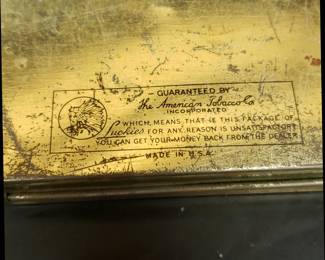 GUARANTEED BY
The American Tobacco Co.
INCORPORATED
WHICH MEANS THAT IF THIS PACKAGE OF
Luckies FOR ANY REASON IS UNSATISFACTORY
YOU CAN GET YOUR MONEY BACK FROM THE DEALER
MADE IN U.S.A.